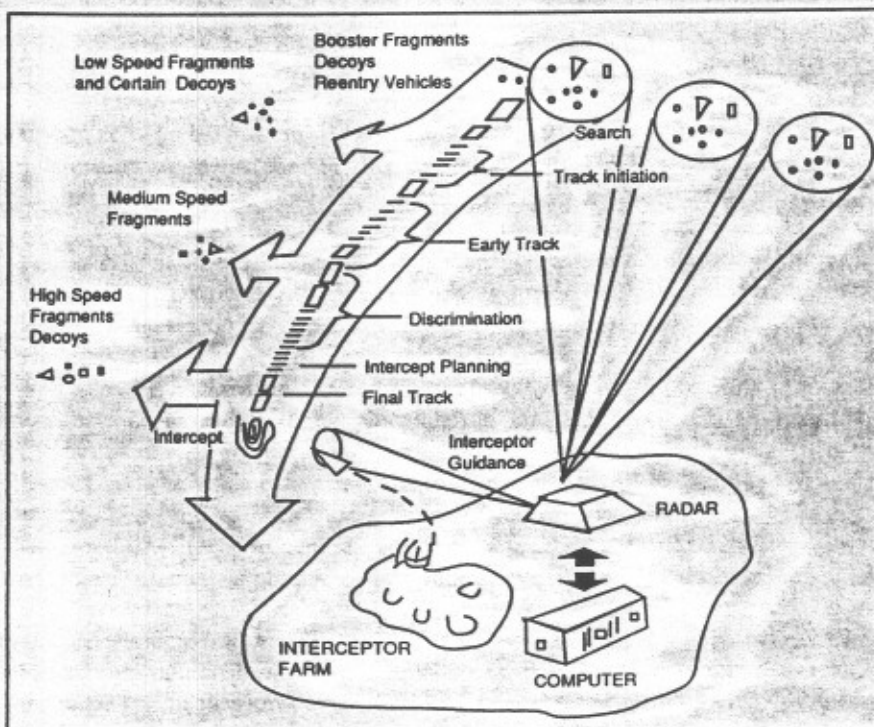 Low Speed Fragments
and Certain Decoys
Booster Fragments
Decoys
Reentry Vehicles
Search
Track Initiation
Medium Speed
Fragments
Early Track
High Speed
Fragments
Decoys
Discrimination
Intercept Planning
Final Track
Intercept
Interceptor
Guidance
RADAR
INTERCEPTOR
FARM
COMPUTER